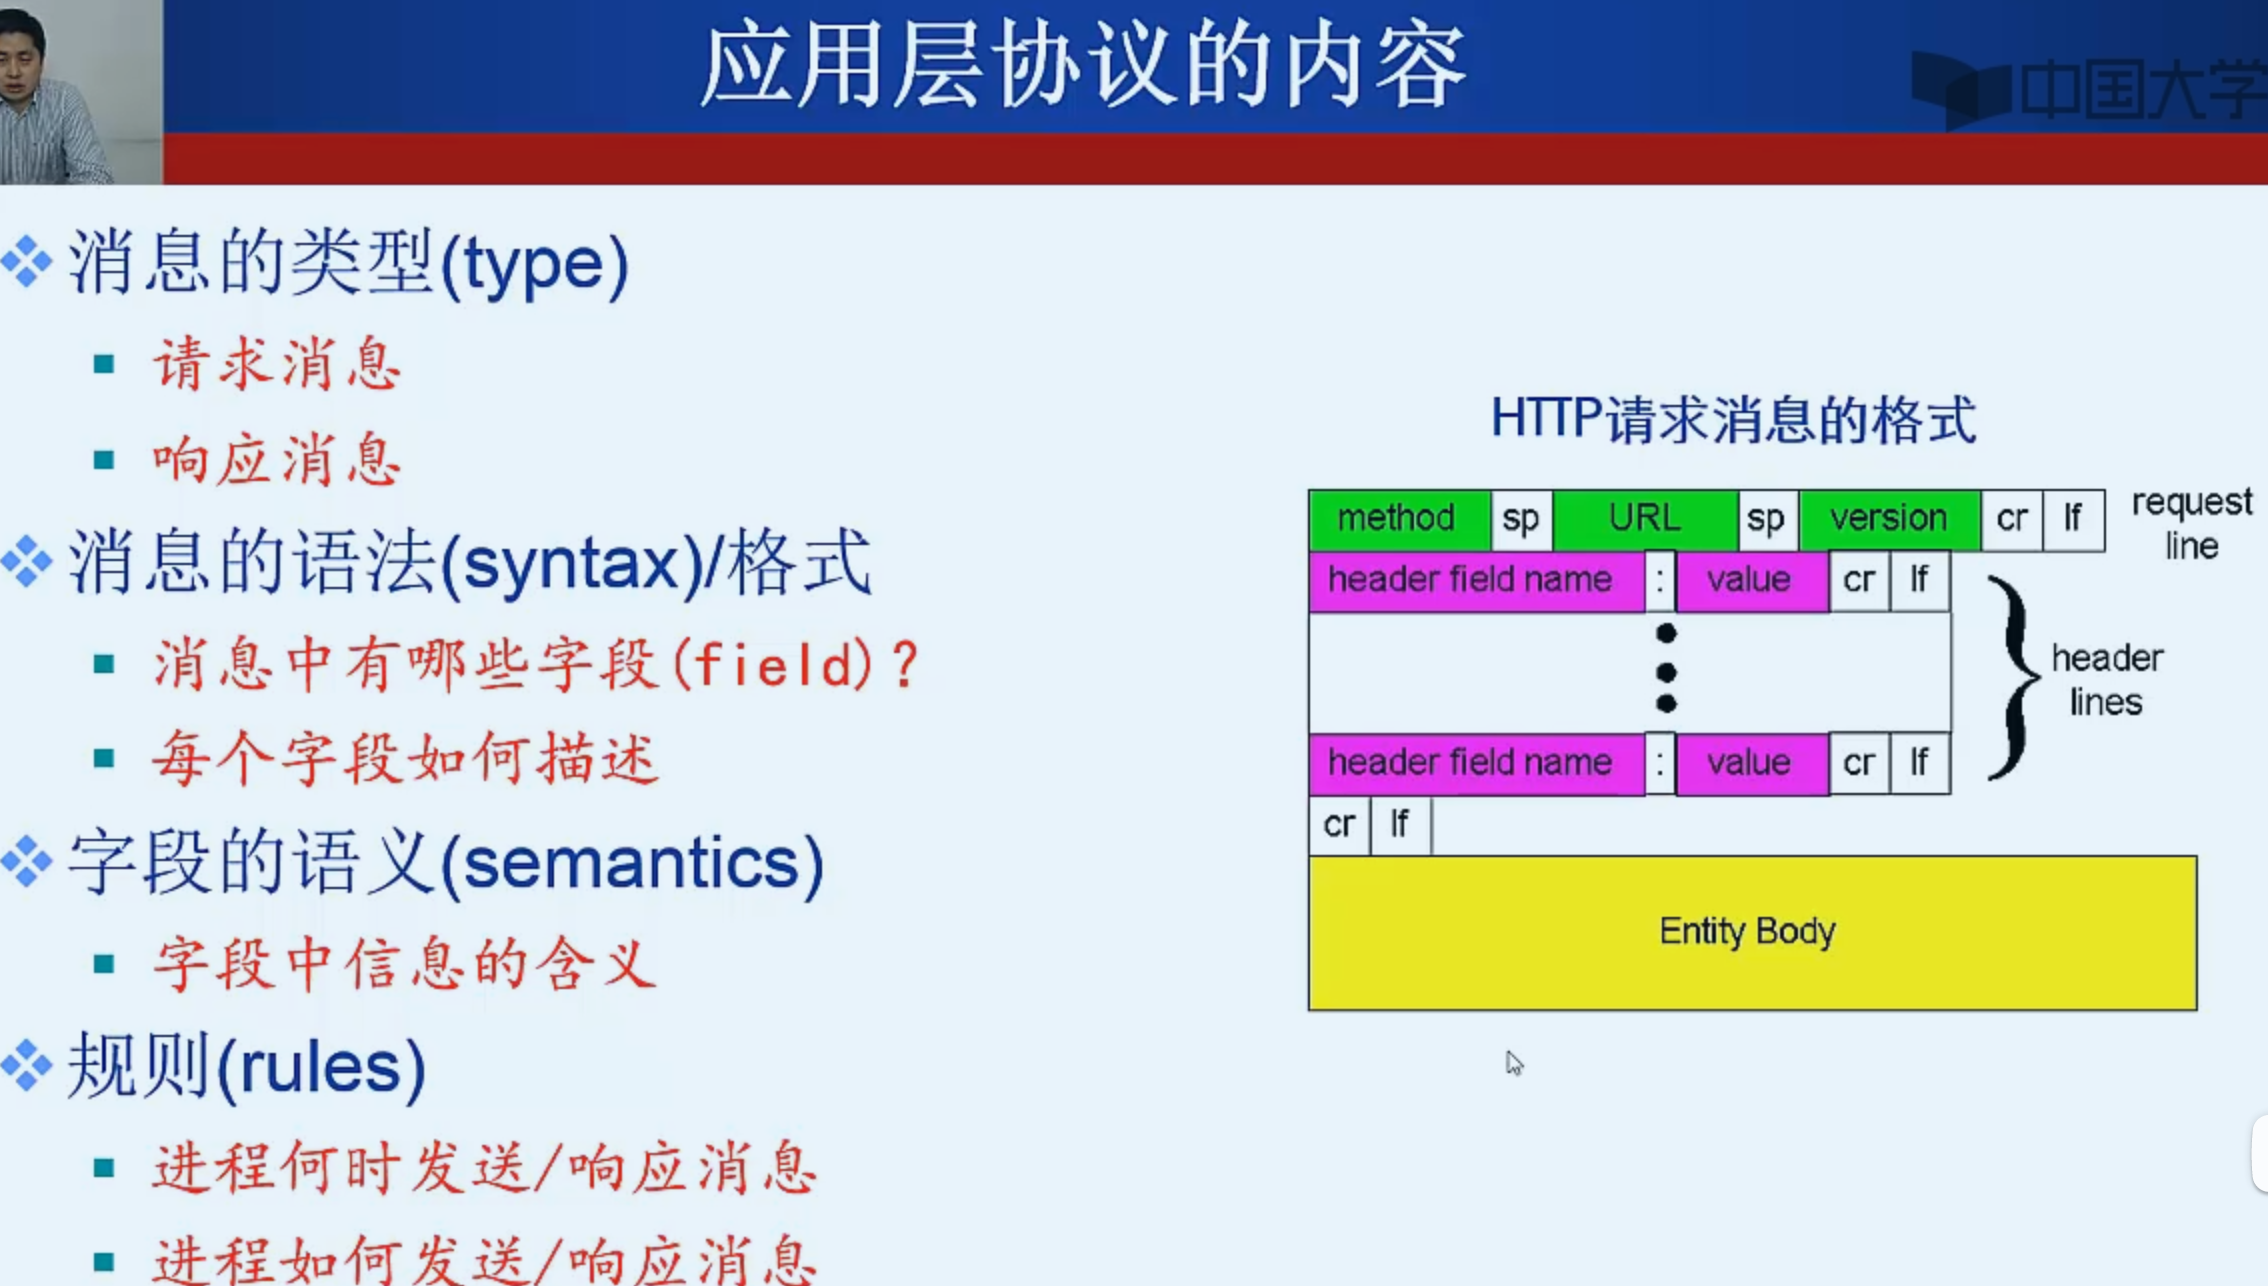 应用层协议的内容
中国大学
消息的类型(type)
请求消息
响应消息
消息的语法(syntax)/格式
消息中有哪些字段(field)?
每个字段如何描述
字段的语义(semantics)
字段中信息的含义
规则(rules)
进程何时发送/响应消息
进程如何发送/响应消息
HTTP请求消息的格式
method sp URL sp version cr lf
request
line
header field name : value cr lf
header
lines
header field name : value cr lf
cr lf
Entity Body